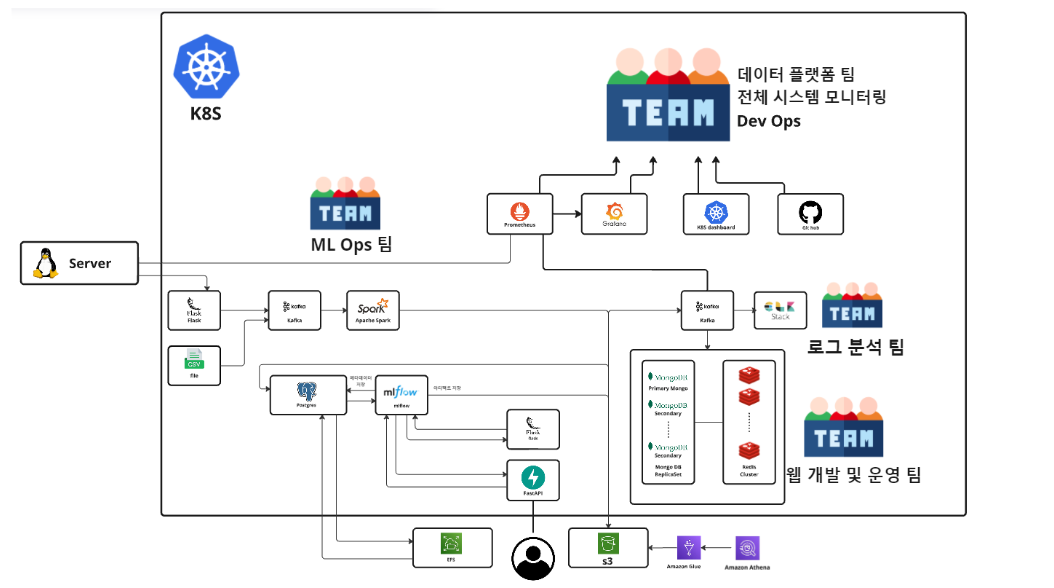 K8S
TEAM
데이터 플랫폼 팀
전체 시스템 모니터링
Dev Ops
TEAM
ML Ops 팀
Prometheus
Grafana
K8S dashboard
Git hub
Server
Flask
Flask
kafka
Kafka
Spark
Apache Spark
kafka
Kafka
Stack
TEAM
로그 분석 팀
CSV
file
Postgres
메타데이터
저장
mlflow
mlflow
아티팩트 저장
Flask
MongoDB
Primary Mongo
MongoDB
Secondary
MongoDB
Secondary
Mongo DB
ReplicaSet
Redis
Cluster
TEAM
웹 개발 및 운영 팀
FastAPI
EFS
s3
Amazon Glue
Amazon Athena